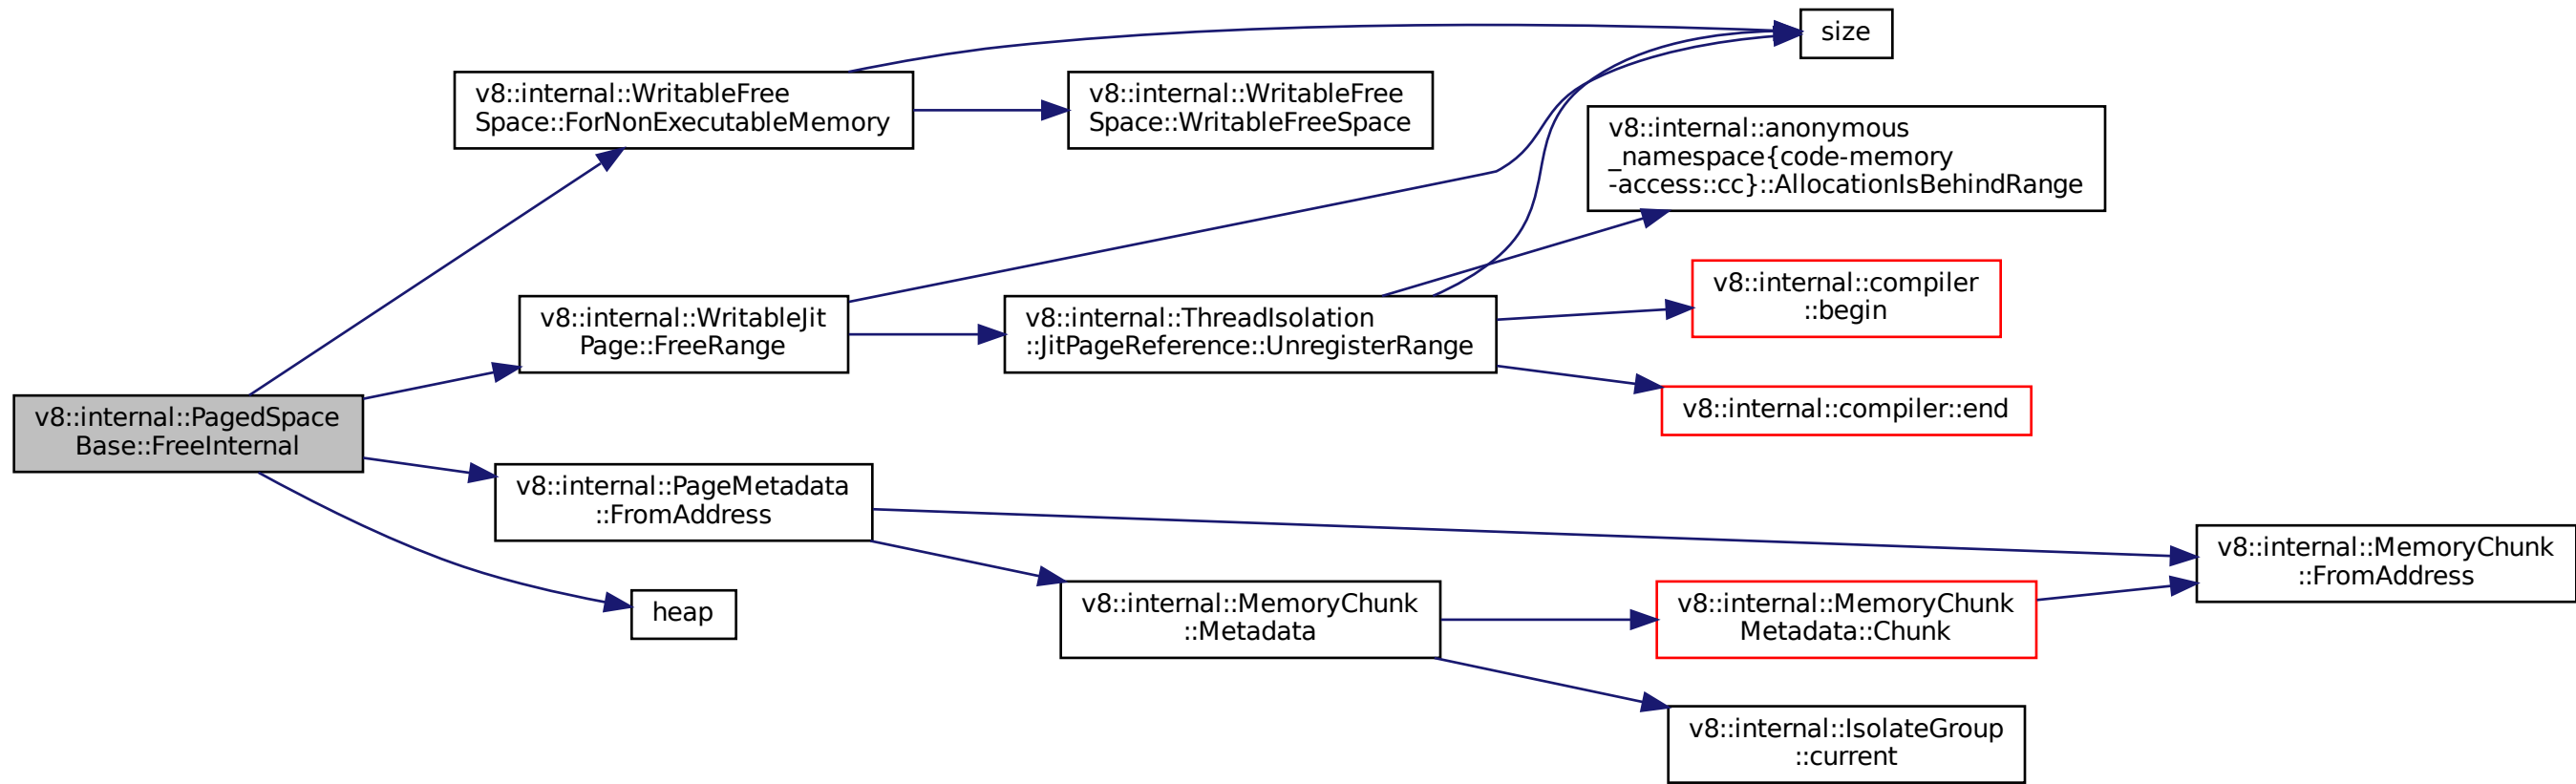 size
v8::internal::WritableFree
Space::ForNonExecutableMemory
v8::internal::WritableFree
Space::WritableFreeSpace
v8::internal::anonymous
_namespace{code-memory
-access::cc}::AllocationIsBehindRange
v8::internal::compiler
::begin
v8::internal::WritableJit
Page::FreeRange
v8::internal::ThreadIsolation
::JitPageReference::UnregisterRange
v8::internal::compiler::end
v8::internal::PagedSpace
Base::FreeInternal
v8::internal::PageMetadata
::FromAddress
v8::internal::MemoryChunk
::FromAddress
heap
v8::internal::MemoryChunk
::Metadata
v8::internal::MemoryChunk
Metadata::Chunk
v8::internal::IsolateGroup
::current